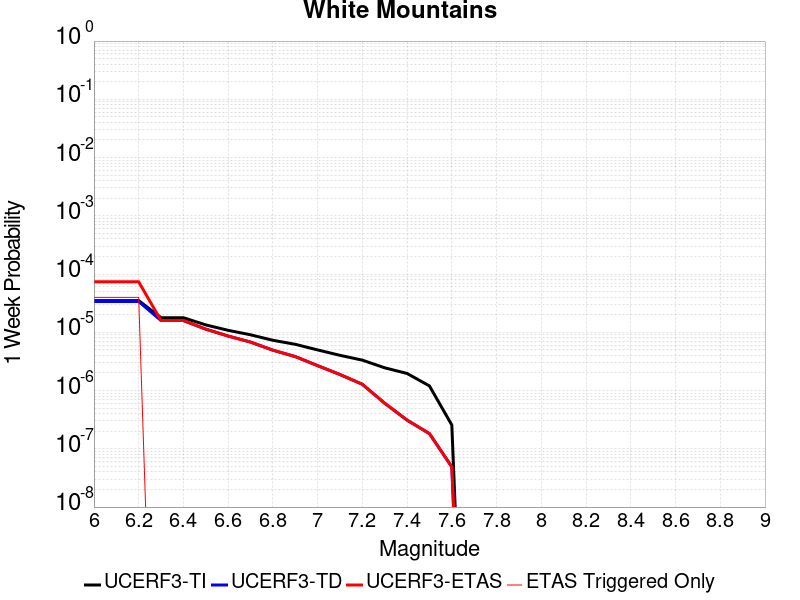 White Mountains
10^0
10^-1
10^-2
10^-3
10^-4
10^-5
10^-6
10^-7
10^-8
1 Week Probability
6 6.2 6.4 6.6 6.8 7 7.2 7.4 7.6 7.8 8 8.2 8.4 8.6 8.8 9
Magnitude
UCERF3-TI UCERF3-TD UCERF3-ETAS ETAS Triggered Only